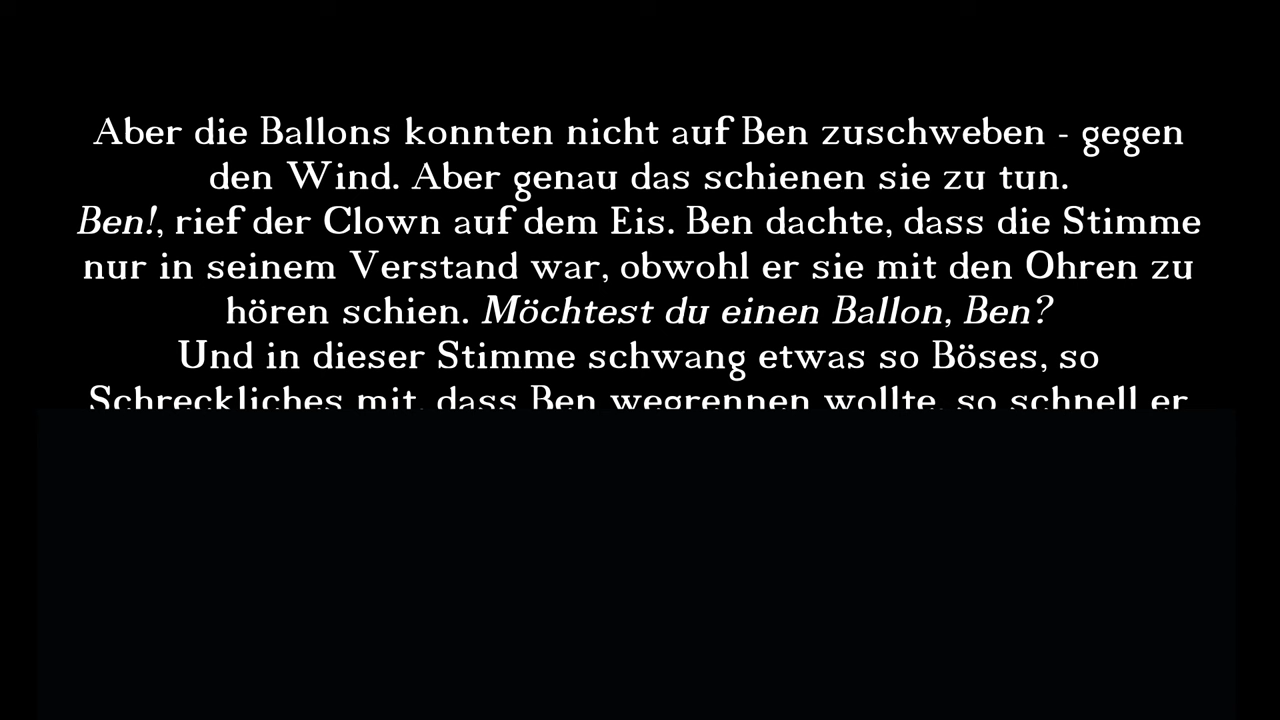 Aber die Ballons konnten nicht auf Ben zuschweben - gegen
den Wind. Aber genau das schienen sie zu tun.
Ben!, rief der Clown auf dem Eis. Ben dachte, dass die Stimme
nur in seinem Verstand war, obwohl er sie mit den Ohren zu
hören schien. Möchtest du einen Ballon, Ben?
Und in dieser Stimme schwang etwas so Böses, so
Schreckliches mit, dass Ben wegrennen wollte, so schnell er